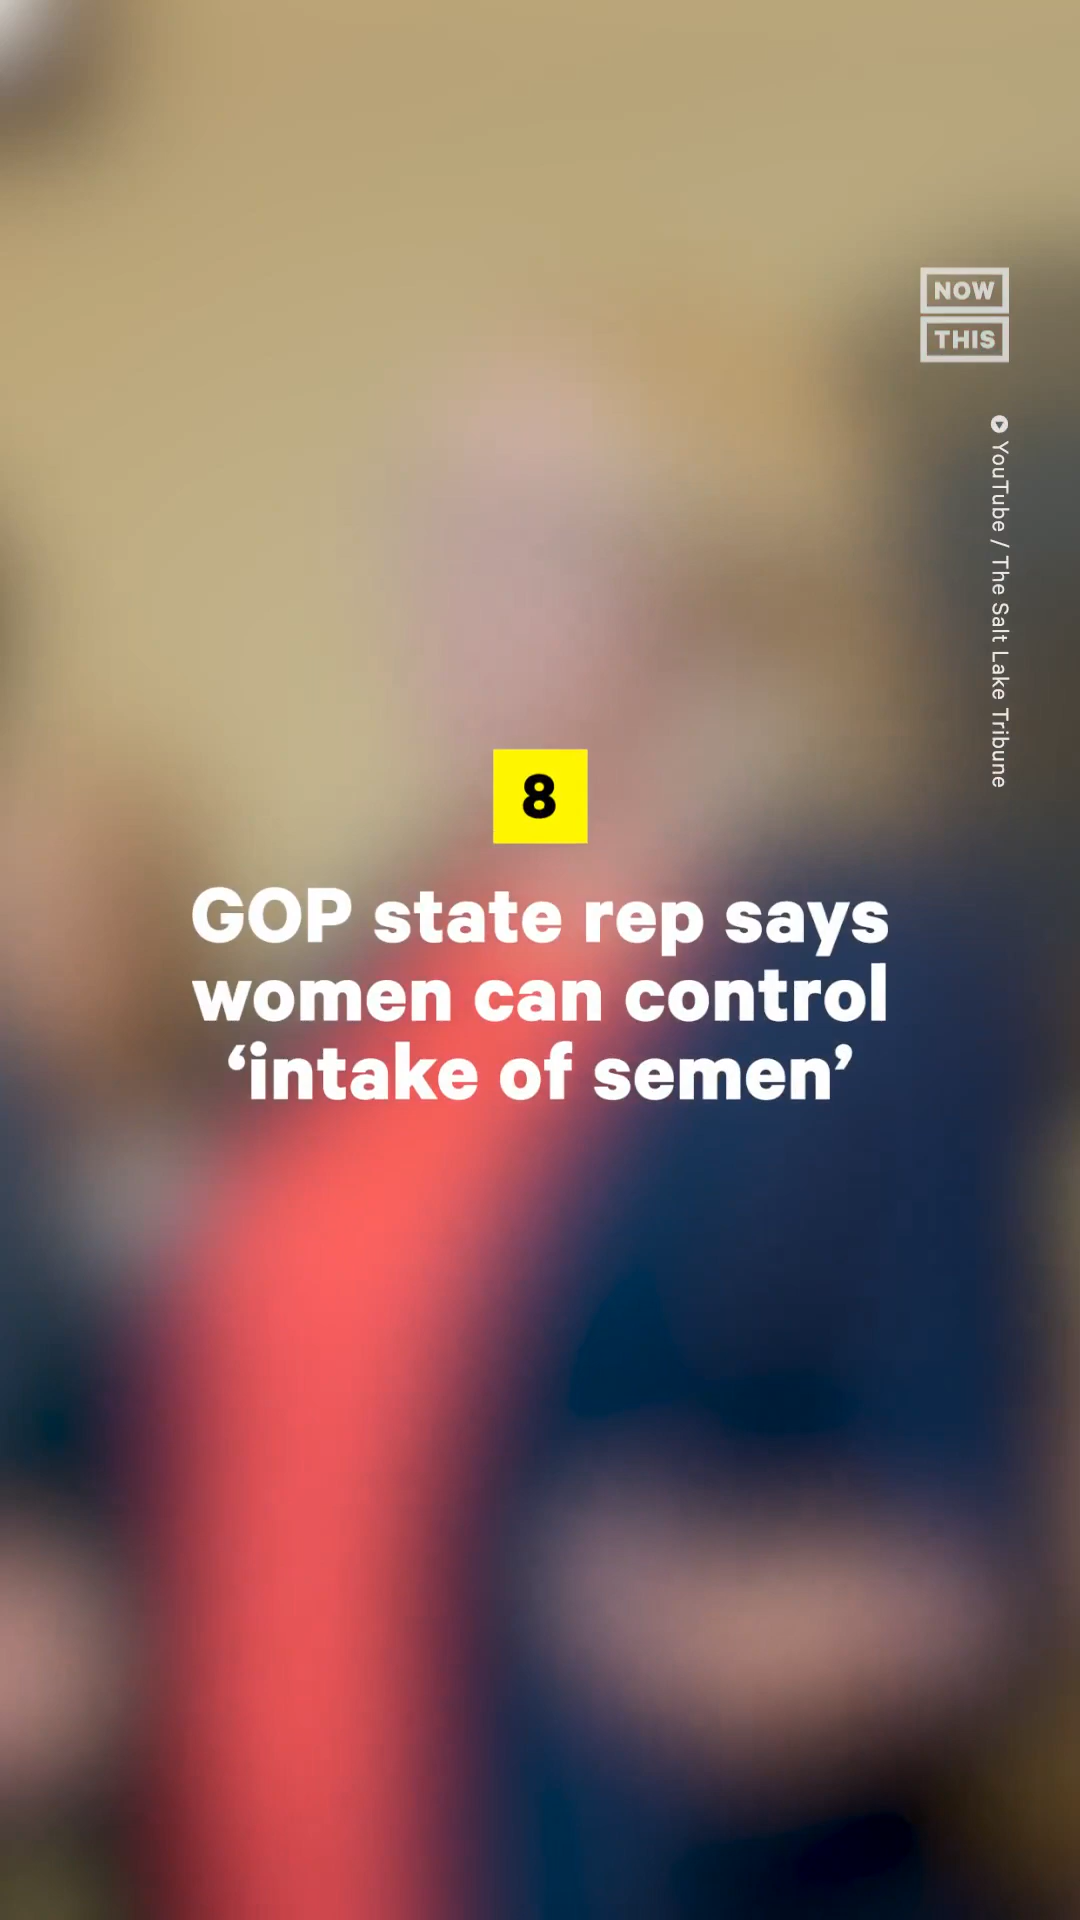 NOW
THIS
YouTube / The Salt Lake Tribune
8
GOP state rep says
women can control
‘intake of semen’